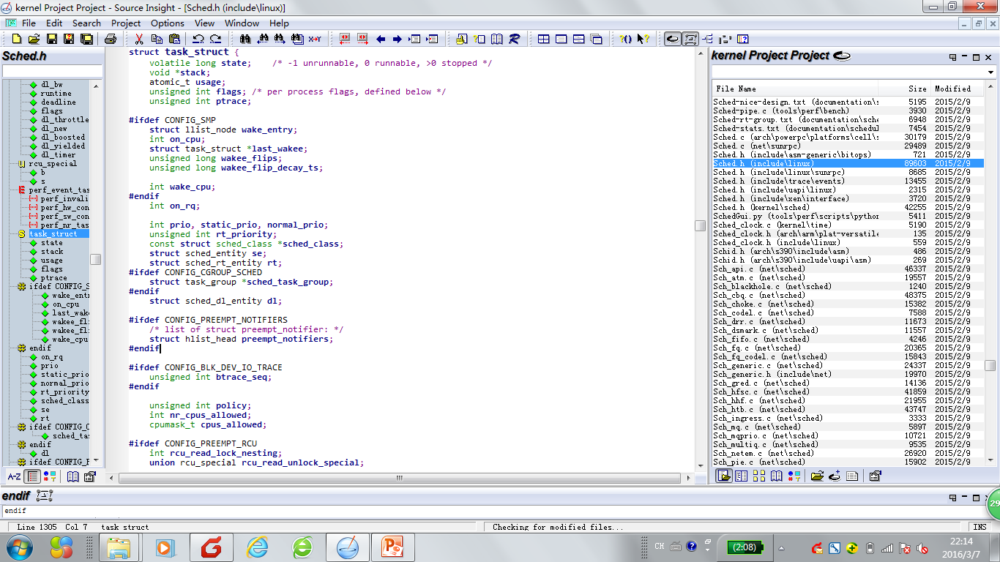 kernel Project Project - Source Insight - [Sched.h (include\linux)]
File Edit Search Project Options View Window Help
Sched.h
dl_bw
runtime
deadline
flags
dl_throttle
dl_new
dl_boosted
dl_yielded
dl_timer
rcu_special
b
s
perf_event_tas
perf_invali
perf_hw_con
perf_sw_con
perf_nr_tas
task_struct
state
stack
usage
flags
ptrace
ifdef CONFIG_S
wake_entr
on_cpu
last_wake
wakee_fli
wakee_fli
wake_cpu
endif
on_rq
prio
static_prio
normal_prio
rt_priority
sched_class
se
rt
ifdef CONFIG_C
sched_tas
endif
dl
ifdef CONFIG_P
A-Z
struct task_struct {
volatile long state; /* -1 unrunnable, 0 runnable, >0 stopped */
void *stack;
atomic_t usage;
unsigned int flags; /* per process flags, defined below */
unsigned int ptrace;
#ifdef CONFIG_SMP
struct llist_node wake_entry;
int on_cpu;
struct task_struct *last_wakee;
unsigned long wakee_flips;
unsigned long wakee_flip_decay_ts;
int wake_cpu;
#endif
int on_rq;
int prio, static_prio, normal_prio;
unsigned int rt_priority;
const struct sched_class *sched_class;
struct sched_entity se;
struct sched_rt_entity rt;
#ifdef CONFIG_CGROUP_SCHED
struct task_group *sched_task_group;
#endif
struct sched_dl_entity dl;
#ifdef CONFIG_PREEMPT_NOTIFIERS
/* list of struct preempt_notifier: */
struct hlist_head preempt_notifiers;
#endif
#ifdef CONFIG_BLK_DEV_IO_TRACE
unsigned int btrace_seq;
#endif
unsigned int policy;
int nr_cpus_allowed;
cpumask_t cpus_allowed;
#ifdef CONFIG_PREEMPT_RCU
int rcu_read_lock_nesting;
union rcu_special rcu_read_unlock_special;
kernel Project Project
File Name Size Modified
Sched-nice-design.txt (documentation\s 5195 2015/2/9
Sched-pipe.c (tools\perf\bench) 3930 2015/2/9
Sched-rt-group.txt (documentation\sche 6948 2015/2/9
Sched-stats.txt (documentation\schedul 7454 2015/2/9
Sched.c (arch\powerpc\platforms\cell\s 30179 2015/2/9
Sched.c (net\sunrpc) 29489 2015/2/9
Sched.h (include\asm-generic\bitops) 721 2015/2/9
Sched.h (include\linux) 89603 2015/2/9
Sched.h (include\linux\sunrpc) 8685 2015/2/9
Sched.h (include\trace\events) 13455 2015/2/9
Sched.h (include\uapi\linux) 2315 2015/2/9
Sched.h (include\xen\interface) 3720 2015/2/9
Sched.h (kernel\sched) 42255 2015/2/9
SchedGui.py (tools\perf\scripts\python 5411 2015/2/9
Sched_clock.c (kernel\time) 5190 2015/2/9
Sched_clock.h (arch\arm\plat-versatile 135 2015/2/9
Sched_clock.h (include\linux) 559 2015/2/9
Schid.h (arch\s390\include\asm) 486 2015/2/9
Schid.h (arch\s390\include\uapi\asm) 269 2015/2/9
Sch_api.c (net\sched) 46337 2015/2/9
Sch_atm.c (net\sched) 19557 2015/2/9
Sch_blackhole.c (net\sched) 1240 2015/2/9
Sch_cbq.c (net\sched) 48375 2015/2/9
Sch_choke.c (net\sched) 15382 2015/2/9
Sch_codel.c (net\sched) 7588 2015/2/9
Sch_drr.c (net\sched) 11673 2015/2/9
Sch_dsmark.c (net\sched) 11557 2015/2/9
Sch_fifo.c (net\sched) 4246 2015/2/9
Sch_fq.c (net\sched) 20365 2015/2/9
Sch_fq_codel.c (net\sched) 15843 2015/2/9
Sch_generic.c (net\sched) 24337 2015/2/9
Sch_generic.h (include\net) 19970 2015/2/9
Sch_gred.c (net\sched) 14136 2015/2/9
Sch_hfsc.c (net\sched) 41859 2015/2/9
Sch_hhf.c (net\sched) 21955 2015/2/9
Sch_htb.c (net\sched) 43747 2015/2/9
Sch_ingress.c (net\sched) 3333 2015/2/9
Sch_mq.c (net\sched) 5897 2015/2/9
Sch_mqprio.c (net\sched) 10721 2015/2/9
Sch_multiq.c (net\sched) 9535 2015/2/9
Sch_netem.c (net\sched) 26920 2015/2/9
Sch_pie.c (net\sched) 15902 2015/2/9
endif
endif
29
Line 1305 Col 7 task_struct
Checking for modified files...
INS
CH
(2:08)
22:14
2016/3/7